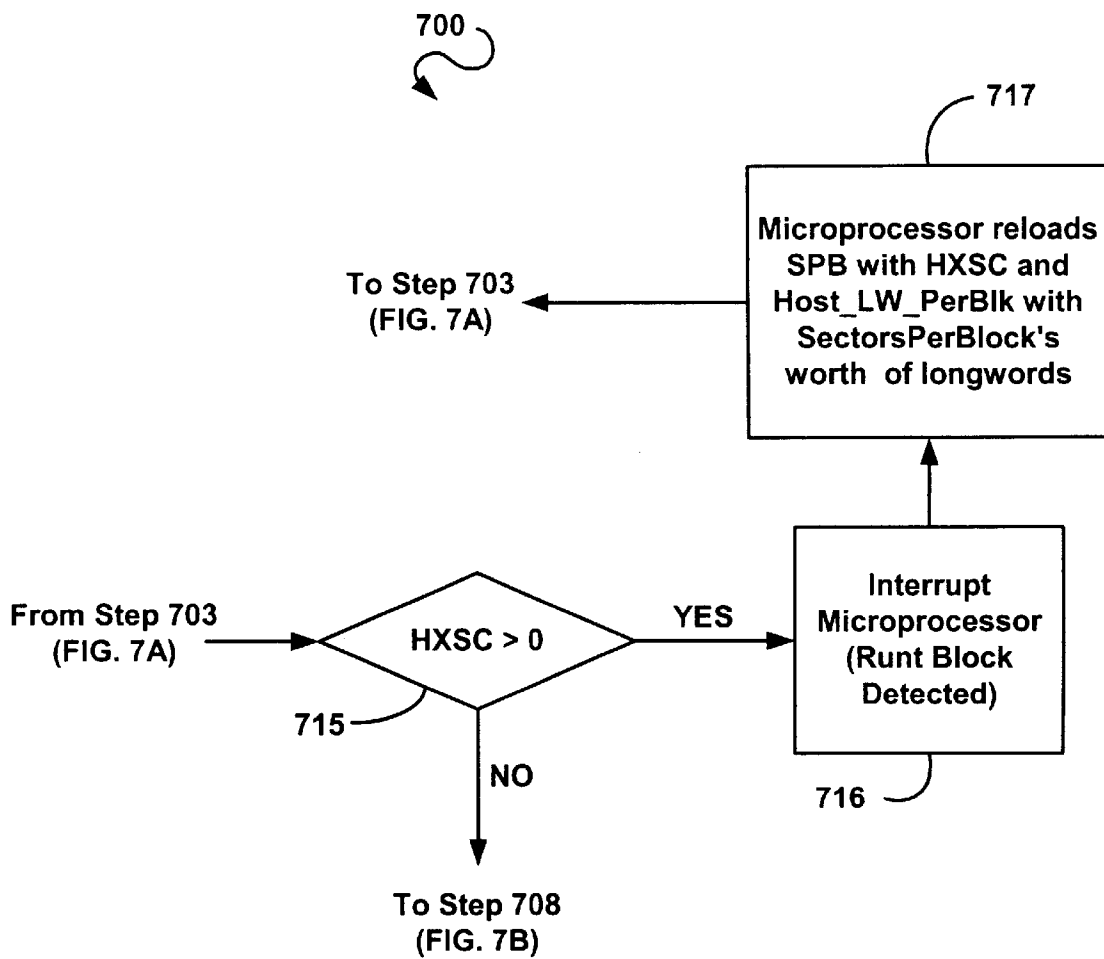 700
717
Microprocessor reloads
SPB with HXSC and
Host_LW_PerBlk with
SectorsPerBlock's
worth of longwords
To Step 703
(FIG. 7A)
Interrupt
Microprocessor
(Runt Block
Detected)
From Step 703
(FIG. 7A)
HXSC > 0
YES
715
NO
716
To Step 708
(FIG. 7B)